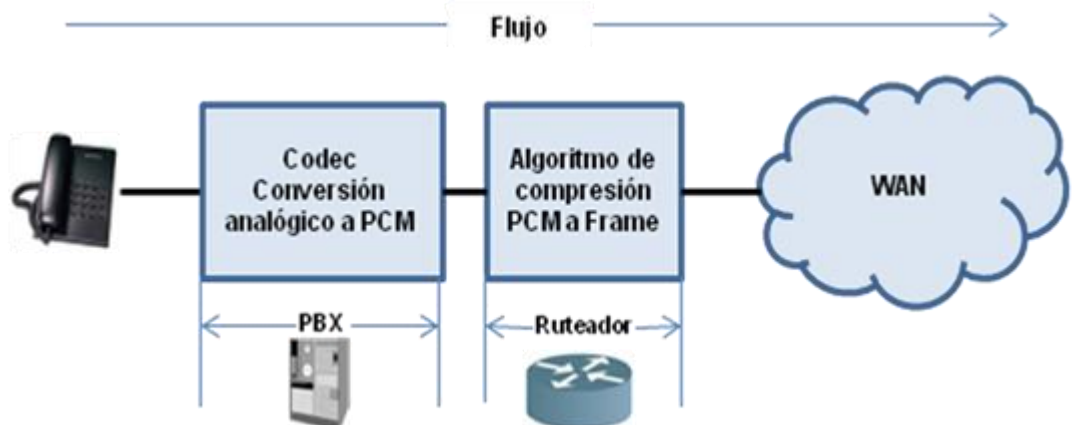 Flujo
Codec
Conversión
analógico a PCM
Algoritmo de
compresión
PCM a Frame
WAN
PBX
Ruteador